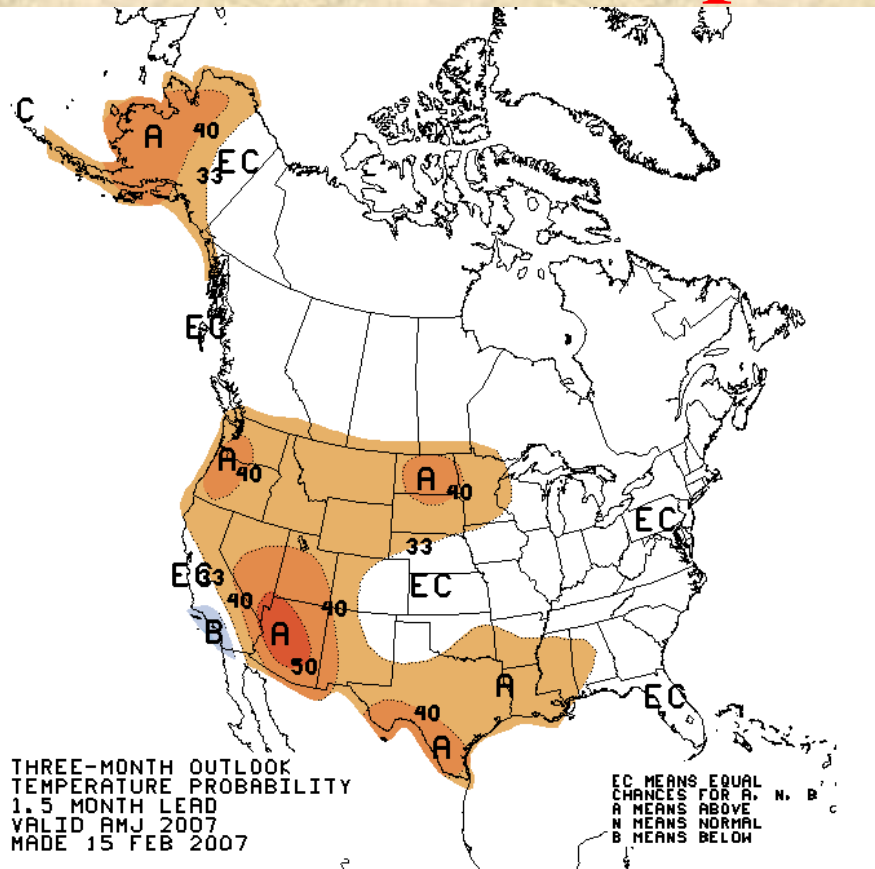 C
A
40
EC
33
EC
A
40
A
40
33
EC
33
EC
EC
40
40
B
A
50
A
EC
40
A
THREE-MONTH OUTLOOK
TEMPERATURE PROBABILITY
1.5 MONTH LEAD
VALID AMJ 2007
MADE 15 FEB 2007
EC MEANS EQUAL
CHANCES FOR A, N, B
A MEANS ABOVE
N MEANS NORMAL
B MEANS BELOW
C